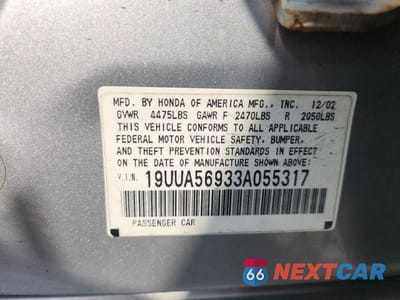 MFD. BY HONDA OF AMERICA MFG., INC. 12/02
GVWR 4475LBS GAWR F 2470LBS R 2050LBS
THIS VEHICLE CONFORMS TO ALL APPLICABLE
FEDERAL MOTOR VEHICLE SAFETY, BUMPER,
AND THEFT PREVENTION STANDARDS IN EFFECT
ON THE DATE OF MANUFACTURE SHOWN ABOVE:
V.I.N. 19UUA56933A055317
PASSENGER CAR
66 NEXTCAR